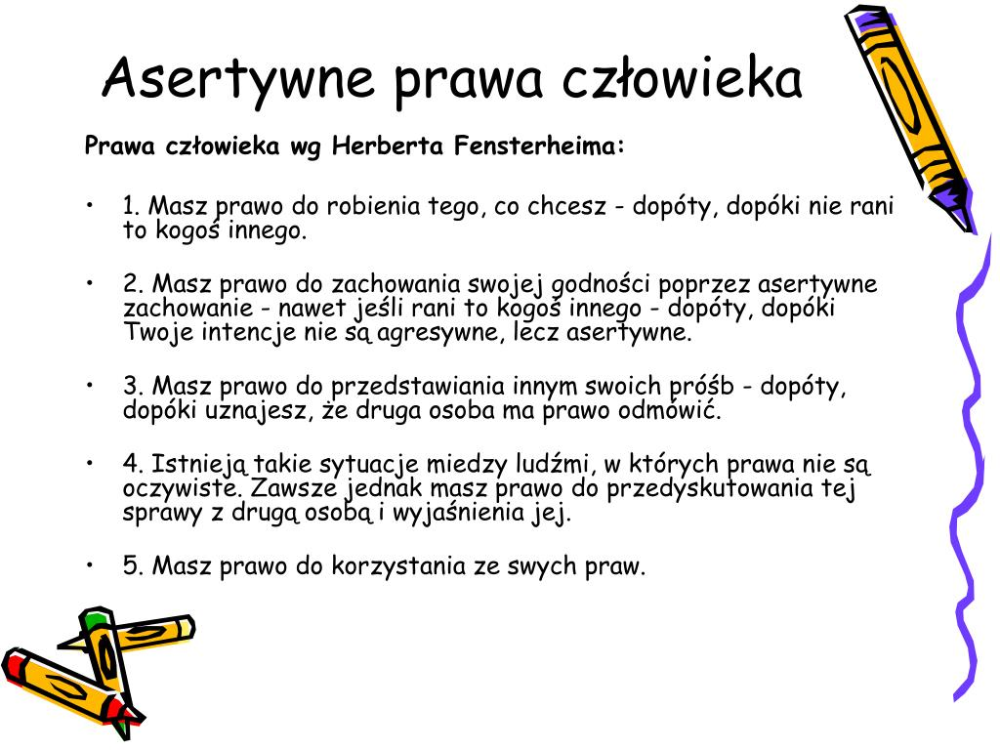 Asertywne prawa człowieka
Prawa człowieka wg Herberta Fensterheima:
• 1. Masz prawo do robienia tego, co chcesz - dopóty, dopóki nie rani
to kogoś innego.
• 2. Masz prawo do zachowania swojej godności poprzez asertywne
zachowanie - nawet jeśli rani to kogoś innego - dopóty, dopóki
Twoje intencje nie są agresywne, lecz asertywne.
• 3. Masz prawo do przedstawiania innym swoich próśb - dopóty,
dopóki uznajesz, że druga osoba ma prawo odmówić.
• 4. Istnieją takie sytuacje miedzy ludźmi, w których prawa nie są
oczywiste. Zawsze jednak masz prawo do przedyskutowania tej
sprawy z drugą osobą i wyjaśnienia jej.
• 5. Masz prawo do korzystania ze swych praw.